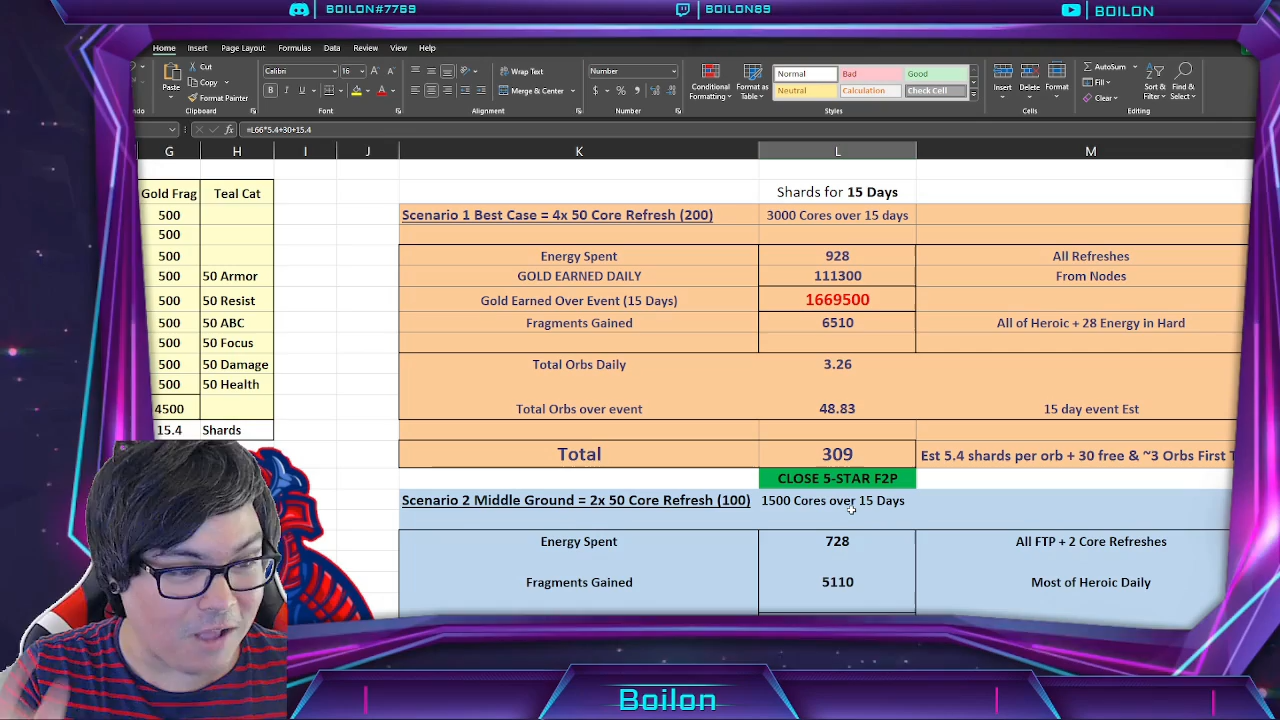 BOILON#7769
BOILON89
BOILON
Home Insert Page Layout Formulas Data Review View Help
Cut
Copy
Format Painter
Paste
Clipboard
Calibri 16
B I U
Font
Wrap Text
Merge & Center
Alignment
Number
$ % ,
Number
Conditional Formatting
Format as Table
Normal Bad Good
Neutral Calculation Check Cell
Styles
Insert Delete Format
Cells
AutoSum
Fill
Clear
Sort & Filter
Find & Select
Editing
fx =L66*5.4+30+15.4
G H I J K L M
Gold Frag Teal Cat Shards for 15 Days
500 Scenario 1 Best Case = 4x 50 Core Refresh (200) 3000 Cores over 15 days
500
500 Energy Spent 928 All Refreshes
500 50 Armor GOLD EARNED DAILY 111300 From Nodes
500 50 Resist Gold Earned Over Event (15 Days) 1669500
500 50 ABC Fragments Gained 6510 All of Heroic + 28 Energy in Hard
500 50 Focus
500 50 Damage Total Orbs Daily 3.26
500 50 Health
4500 Total Orbs over event 48.83 15 day event Est
15.4 Shards
Total 309 Est 5.4 shards per orb + 30 free & ~3 Orbs First T
CLOSE 5-STAR F2P
Scenario 2 Middle Ground = 2x 50 Core Refresh (100) 1500 Cores over 15 Days
Energy Spent 728 All FTP + 2 Core Refreshes
Fragments Gained 5110 Most of Heroic Daily
Boilon